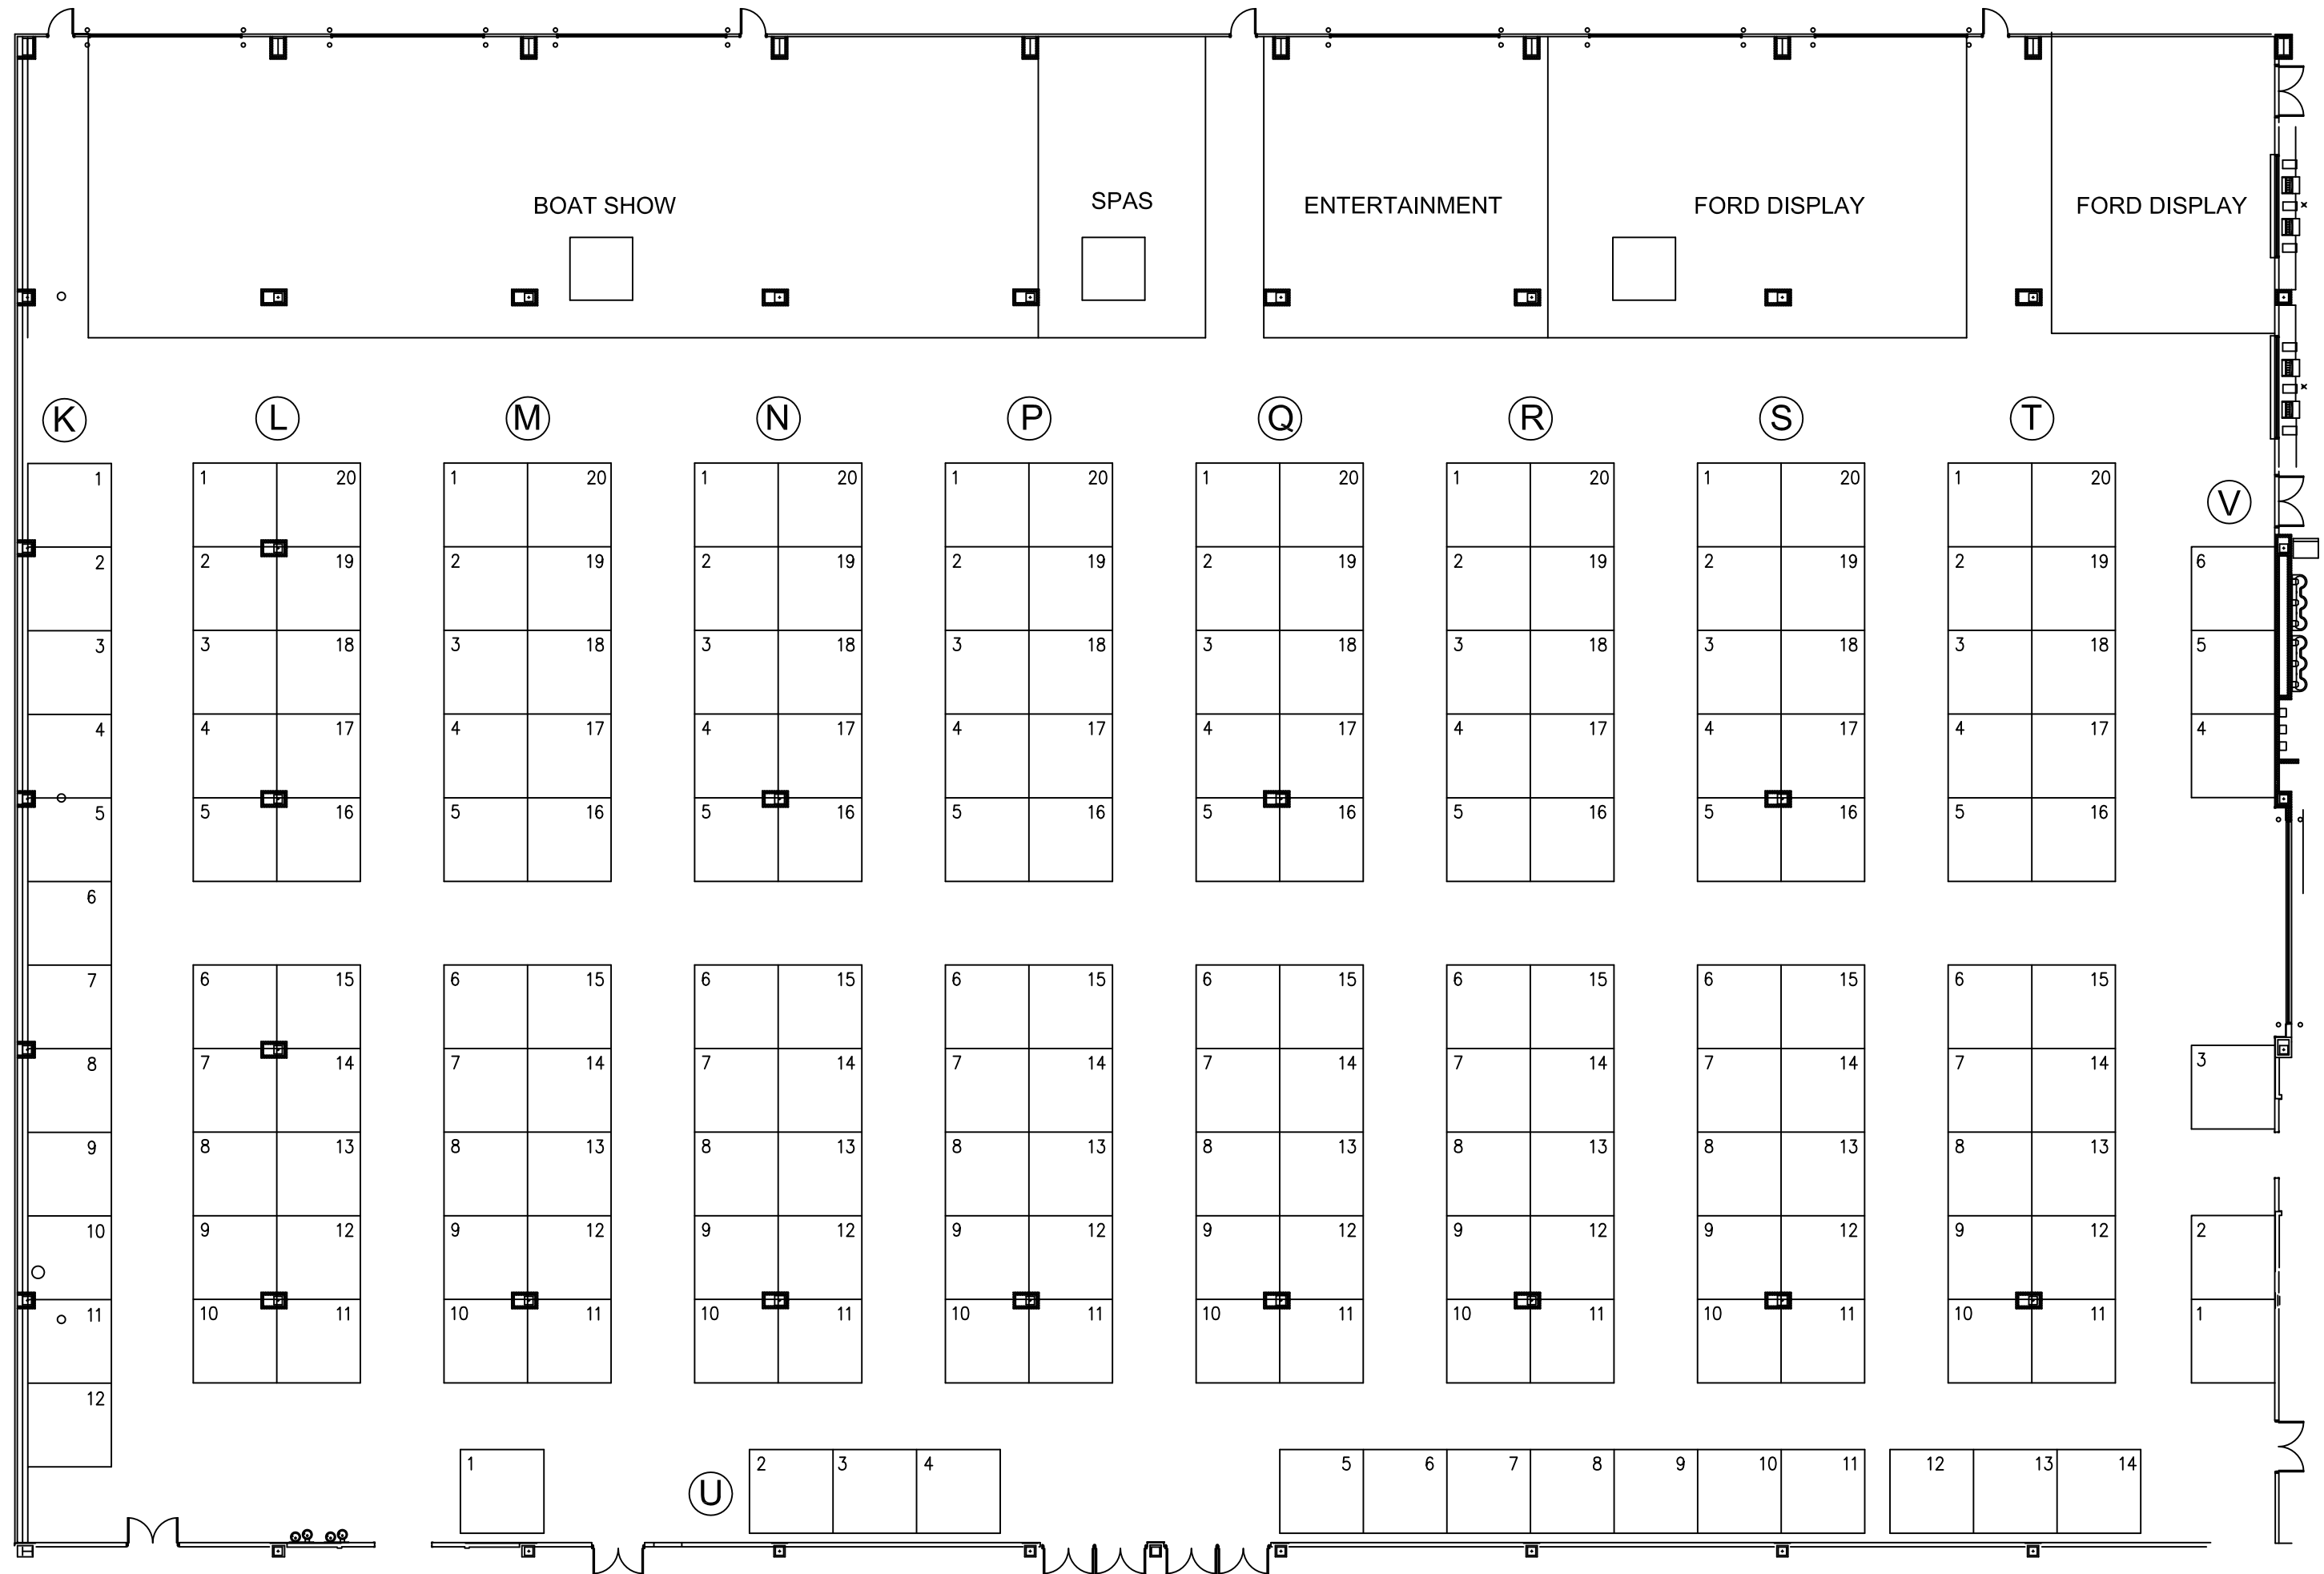 BOAT SHOW SPAS ENTERTAINMENT FORD DISPLAY FORD DISPLAY
K L M N P Q R S T
V
1 1 20 1 20 1 20 1 20 1 20 1 20 1 20 1 20
2 2 19 2 19 2 19 2 19 2 19 2 19 2 19 2 19 6
3 3 18 3 18 3 18 3 18 3 18 3 18 3 18 3 18 5
4 4 17 4 17 4 17 4 17 4 17 4 17 4 17 4 17 4
5 5 16 5 16 5 16 5 16 5 16 5 16 5 16 5 16
6
7 6 15 6 15 6 15 6 15 6 15 6 15 6 15 6 15
8 7 14 7 14 7 14 7 14 7 14 7 14 7 14 7 14 3
9 8 13 8 13 8 13 8 13 8 13 8 13 8 13 8 13
10 9 12 9 12 9 12 9 12 9 12 9 12 9 12 9 12 2
11 10 11 10 11 10 11 10 11 10 11 10 11 10 11 10 11 1
12
1 U 2 3 4 5 6 7 8 9 10 11 12 13 14